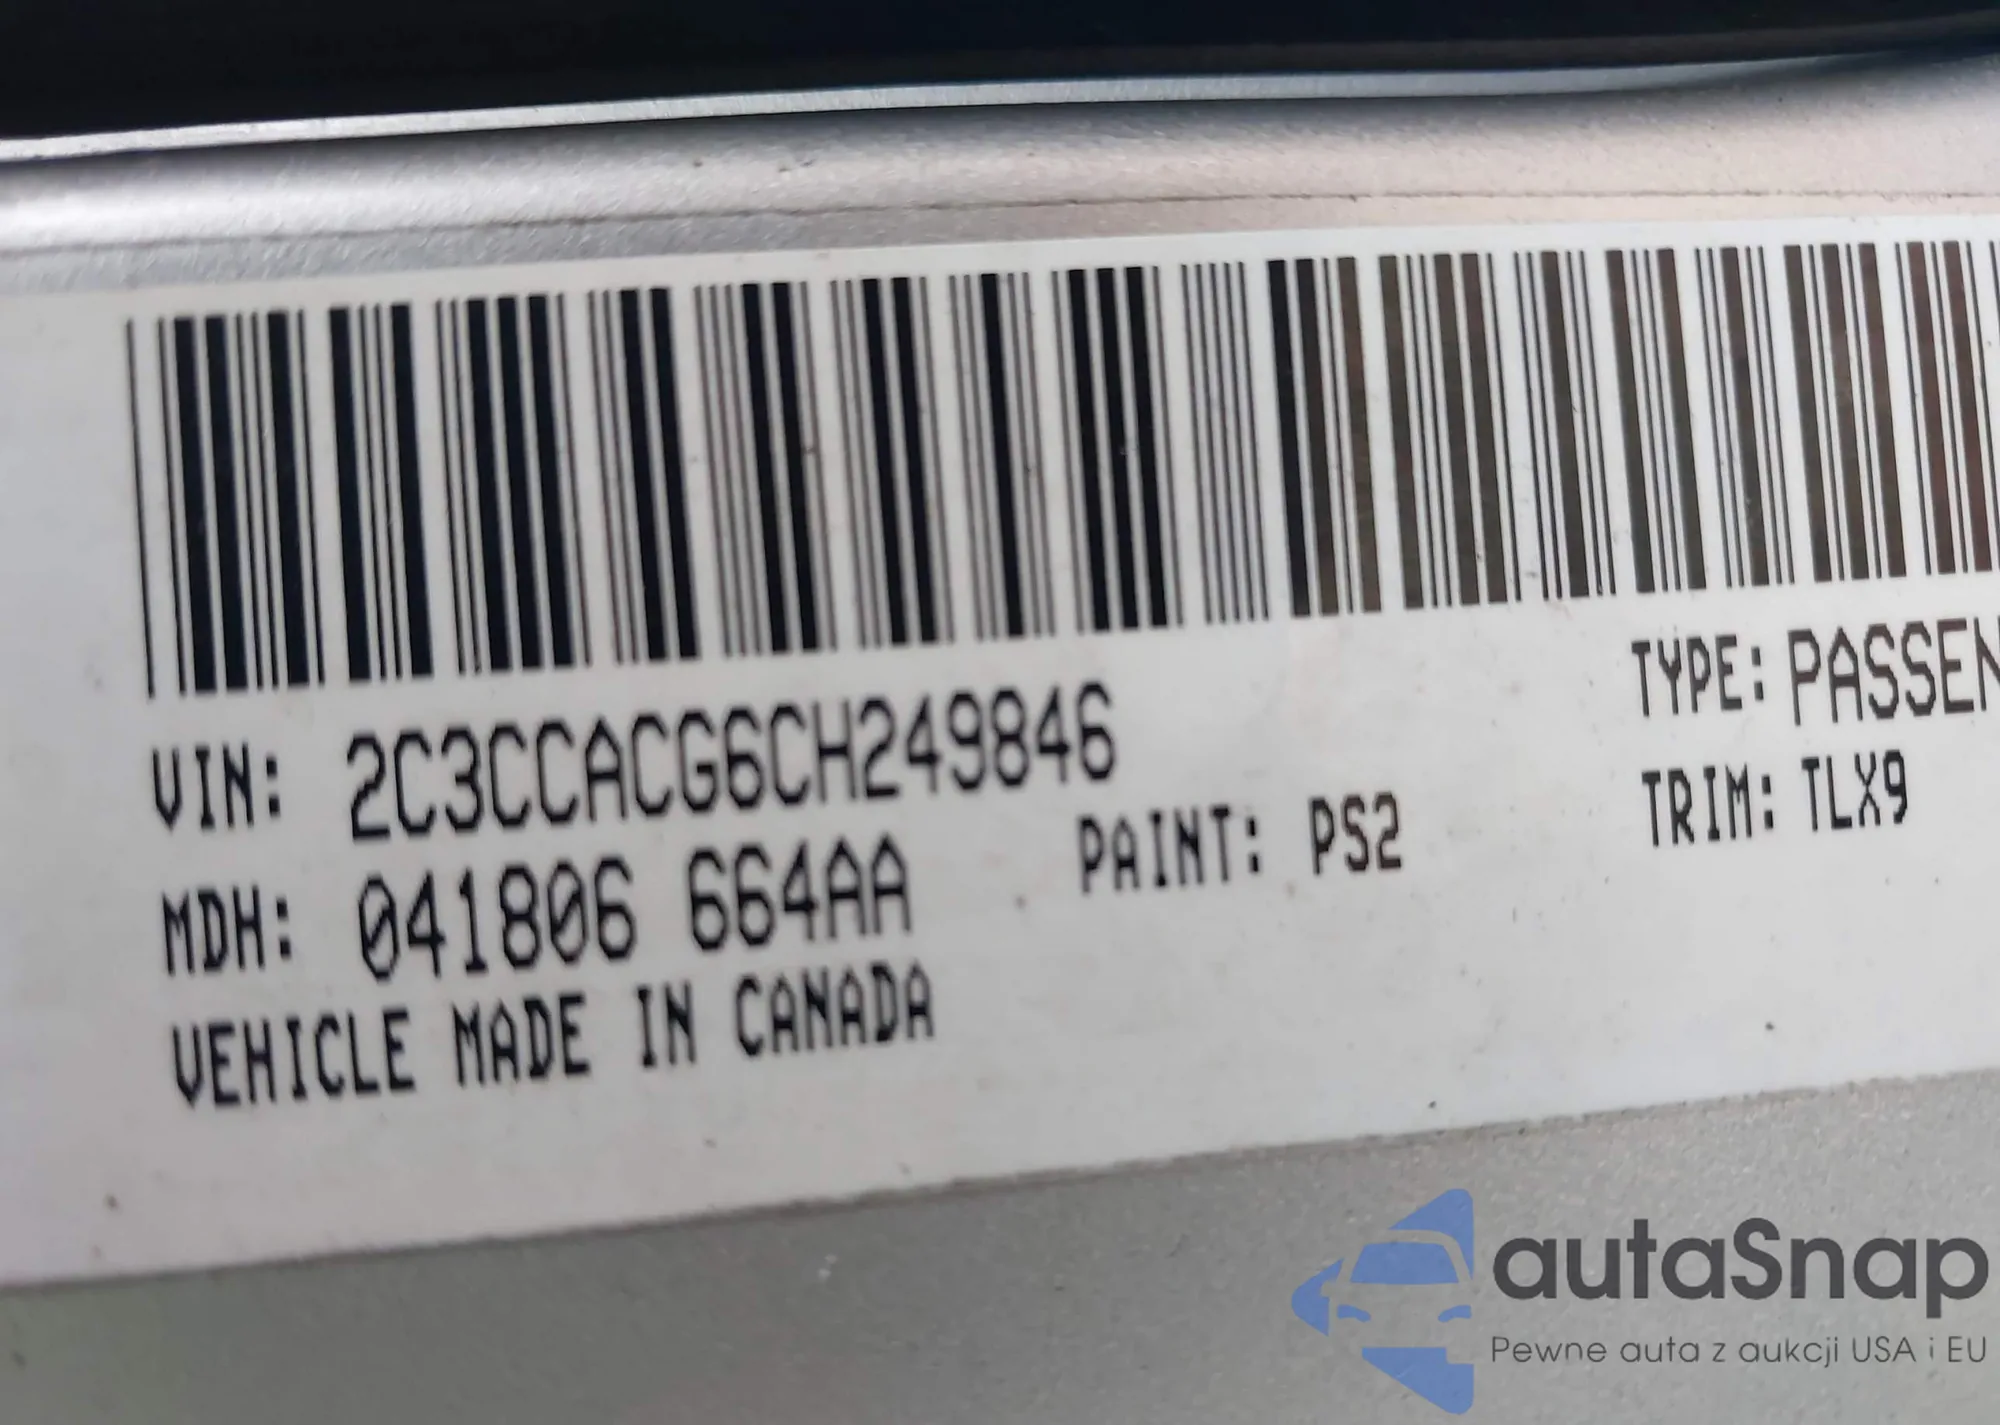 VIN: 2C3CCACG6CH249846
TYPE: PASSEN
MDH: 041806 664AA
PAINT: PS2
TRIM: TLX9
VEHICLE MADE IN CANADA
autaSnap
Pewne auta z aukcji USA i EU